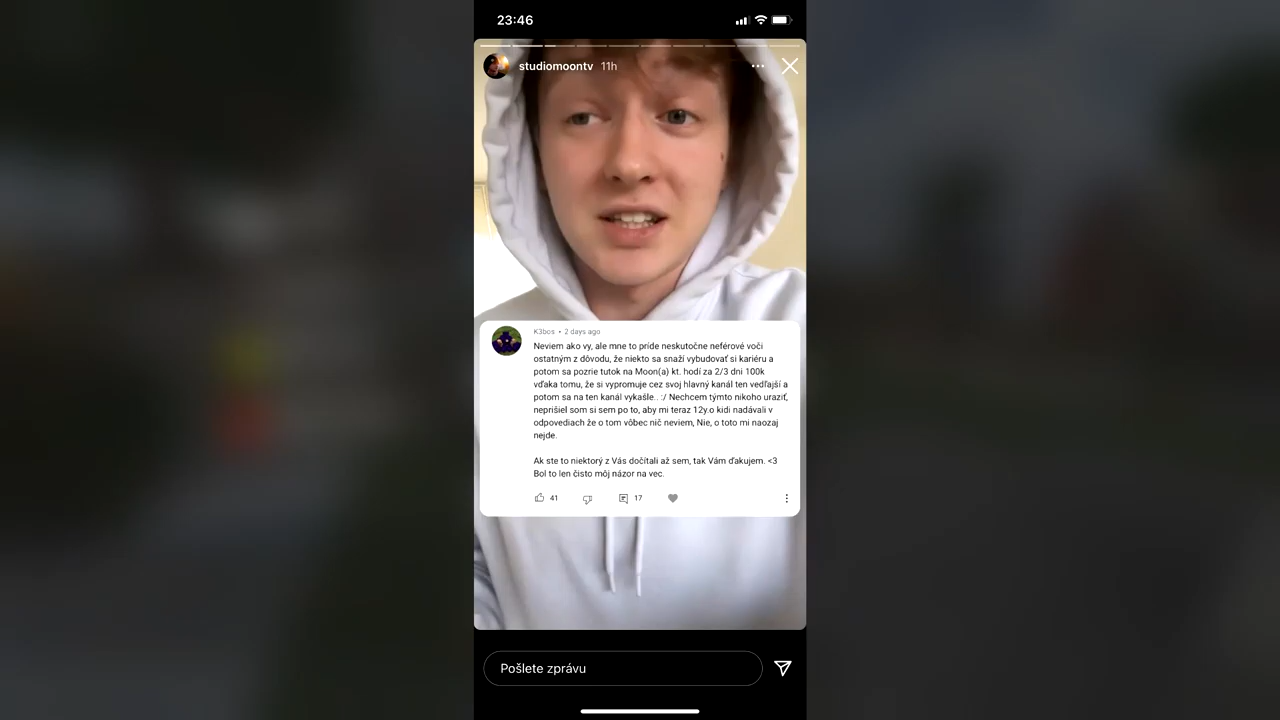 23:46
studiomoontv 11h
K3bos • 2 days ago
Neviem ako vy, ale mne to príde neskutočne neférové voči
ostatným z dôvodu, že niekto sa snaží vybudovať si kariéru a
potom sa pozrie tutok na Moon(a) kt. hodí za 2/3 dni 100k
vďaka tomu, že si vypromuje cez svoj hlavný kanál ten vedľajší a
potom sa na ten kanál vykašle.. :/ Nechcem týmto nikoho uraziť,
neprišiel som si sem po to, aby mi teraz 12y.o kidi nadávali v
odpovediach že o tom vôbec nič neviem, Nie, o toto mi naozaj
nejde.
Ak ste to niektorý z Vás dočítali až sem, tak Vám ďakujem. <3
Bol to len čisto môj názor na vec.
41 17
Pošlete zprávu